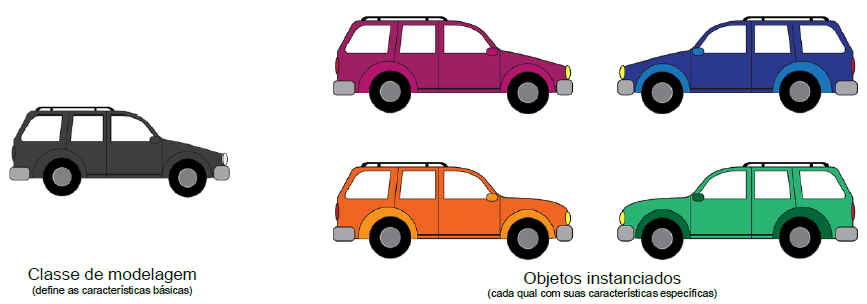 Classe de modelagem
(define as características básicas)
Objetos instanciados
(cada qual com suas características específicas)